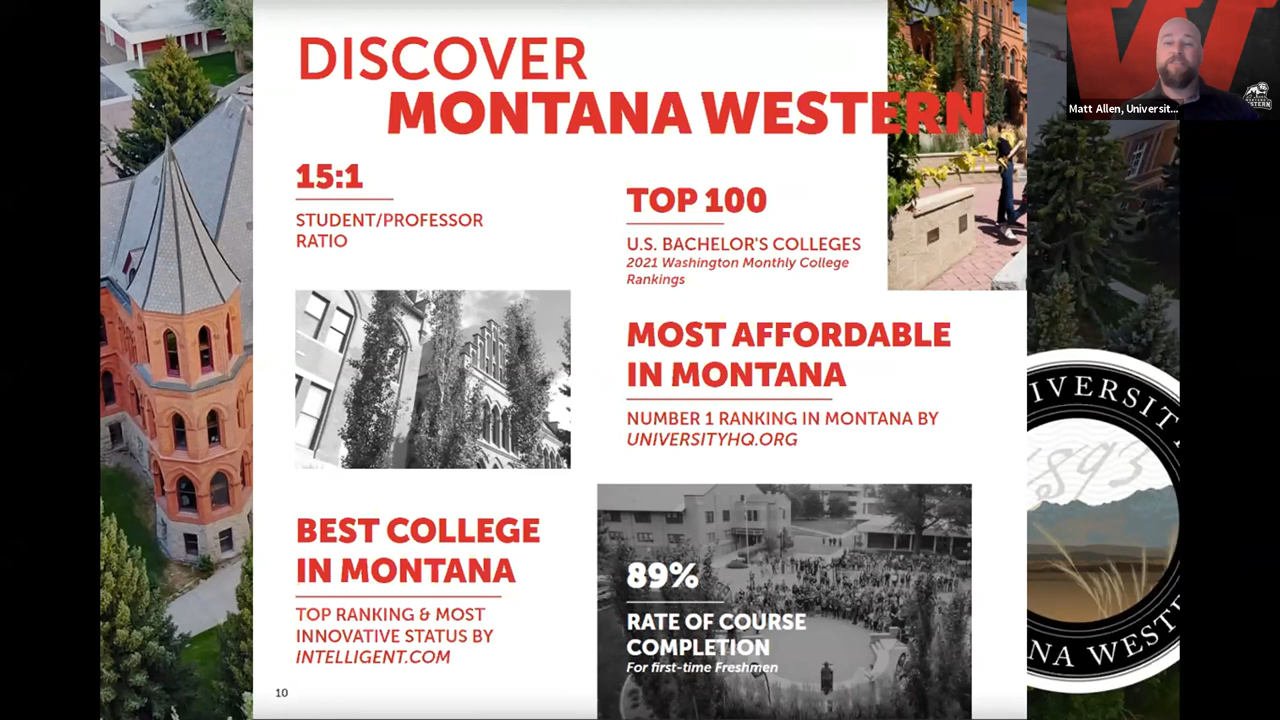 DISCOVER
MONTANA WESTERN
15:1
STUDENT/PROFESSOR
RATIO
TOP 100
U.S. BACHELOR'S COLLEGES
2021 Washington Monthly College
Rankings
MOST AFFORDABLE
IN MONTANA
NUMBER 1 RANKING IN MONTANA BY
UNIVERSITYHQ.ORG
BEST COLLEGE
IN MONTANA
TOP RANKING & MOST
INNOVATIVE STATUS BY
INTELLIGENT.COM
89%
RATE OF COURSE
COMPLETION
For first-time Freshmen
10
W
Matt Allen, Universit...
IVERSIT
1893
NA WEST